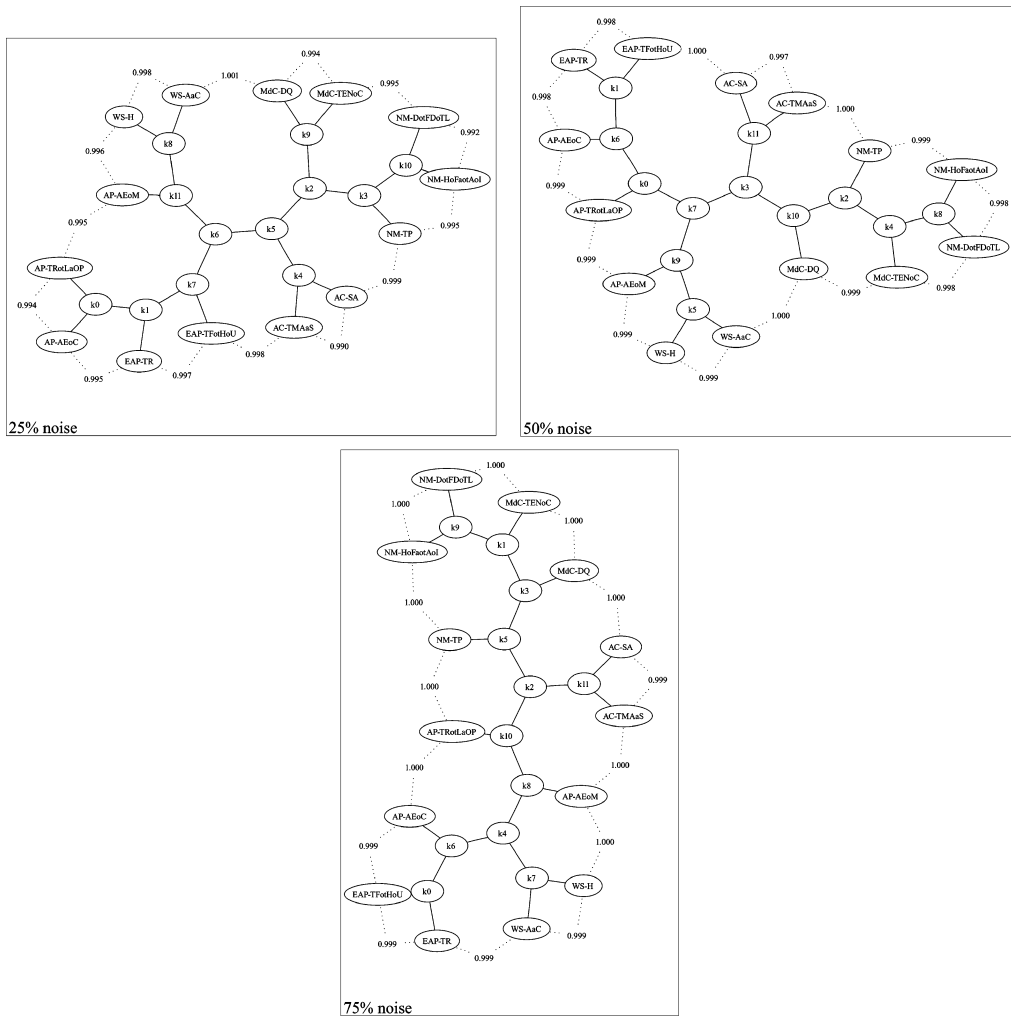 0.994
0.998
WS-AaC
1.001
MdC-DQ
MdC-TENoC
0.995
WS-H
NM-DotFDoTL
k8
k9
0.992
0.996
k10
NM-HoFaotAoI
AP-AEoM
k11
k2
k3
0.995
k6
k5
NM-TP
0.995
AP-TRotLaOP
k4
0.999
k7
AC-SA
0.994
k0
k1
AP-AEoC
EAP-TFotHoU
AC-TMAaS
0.990
EAP-TR
0.998
0.995
0.997
25% noise
0.998
EAP-TFotHoU
1.000
0.997
EAP-TR
AC-SA
k1
AC-TMAaS
0.998
1.000
k11
AP-AEoC
k6
0.999
NM-TP
NM-HoFaotAoI
k0
k3
0.999
k2
0.998
AP-TRotLaOP
k7
k10
k8
k4
NM-DotFDoTL
0.999
k9
MdC-DQ
MdC-TENoC
AP-AEoM
0.999
0.998
k5
1.000
0.999
WS-AaC
WS-H
0.999
50% noise
1.000
NM-DotFDoTL
MdC-TENoC
1.000
k9
1.000
NM-HoFaotAoI
k1
MdC-DQ
k3
1.000
1.000
NM-TP
k5
AC-SA
1.000
k2
k11
0.999
AC-TMAaS
AP-TRotLaOP
k10
1.000
1.000
k8
AP-AEoM
AP-AEoC
k4
0.999
k6
1.000
k7
WS-H
EAP-TFotHoU
k0
WS-AaC
0.999
0.999
EAP-TR
0.999
75% noise